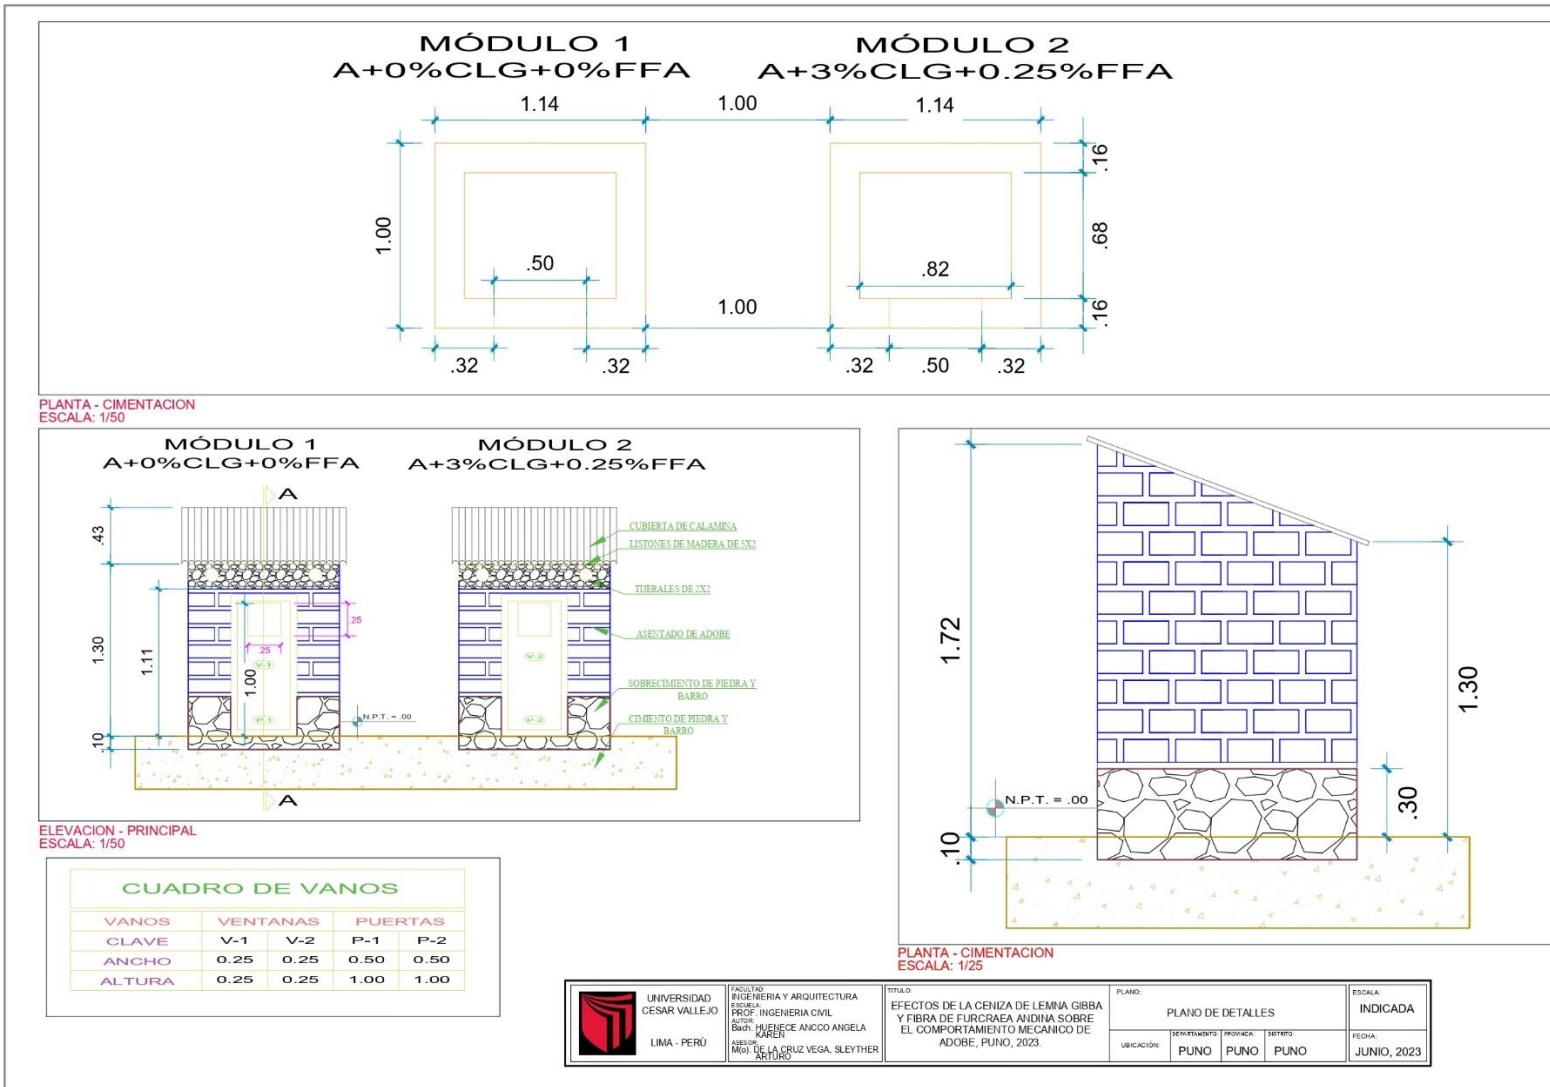 MÓDULO 1
A+0%CLG+0%FFA
MÓDULO 2
A+3%CLG+0.25%FFA
1.14
1.00
1.14
1.00
.50
.32
.32
1.00
.82
.16
.68
.16
.32
.50
.32
PLANTA - CIMENTACION
ESCALA: 1/50
MÓDULO 1
A+0%CLG+0%FFA
MÓDULO 2
A+3%CLG+0.25%FFA
A
.43
1.30
1.11
.10
1.00
.25
.25
V-1
P-1
N.P.T. = .00
A
V-2
P-2
CUBIERTA DE CALAMINA
LISTONES DE MADERA DE 5X2
TIJERALES DE 2X2
ASENTADO DE ADOBE
SOBRECIMIENTO DE PIEDRA Y
BARRO
CIMIENTO DE PIEDRA Y
BARRO
ELEVACION - PRINCIPAL
ESCALA: 1/50
1.72
.10
N.P.T. = .00
.30
1.30
PLANTA - CIMENTACION
ESCALA: 1/25
CUADRO DE VANOS
VANOS VENTANAS PUERTAS
CLAVE V-1 V-2 P-1 P-2
ANCHO 0.25 0.25 0.50 0.50
ALTURA 0.25 0.25 1.00 1.00
UNIVERSIDAD
CESAR VALLEJO
LIMA - PERÙ
FACULTAD:
INGENIERIA Y ARQUITECTURA
ESCUELA:
PROF. INGENIERIA CIVIL
AUTOR:
Bach. HUENECE ANCCO ANGELA
KAREN
ASESOR:
M(o). DE LA CRUZ VEGA, SLEYTHER
ARTURO
TITULO:
EFECTOS DE LA CENIZA DE LEMNA GIBBA
Y FIBRA DE FURCRAEA ANDINA SOBRE
EL COMPORTAMIENTO MECANICO DE
ADOBE, PUNO, 2023.
PLANO:
PLANO DE DETALLES
UBICACIÓN:
DEPARTAMENTO:
PUNO
PROVINCIA:
PUNO
DISTRITO:
PUNO
ESCALA:
INDICADA
FECHA:
JUNIO, 2023